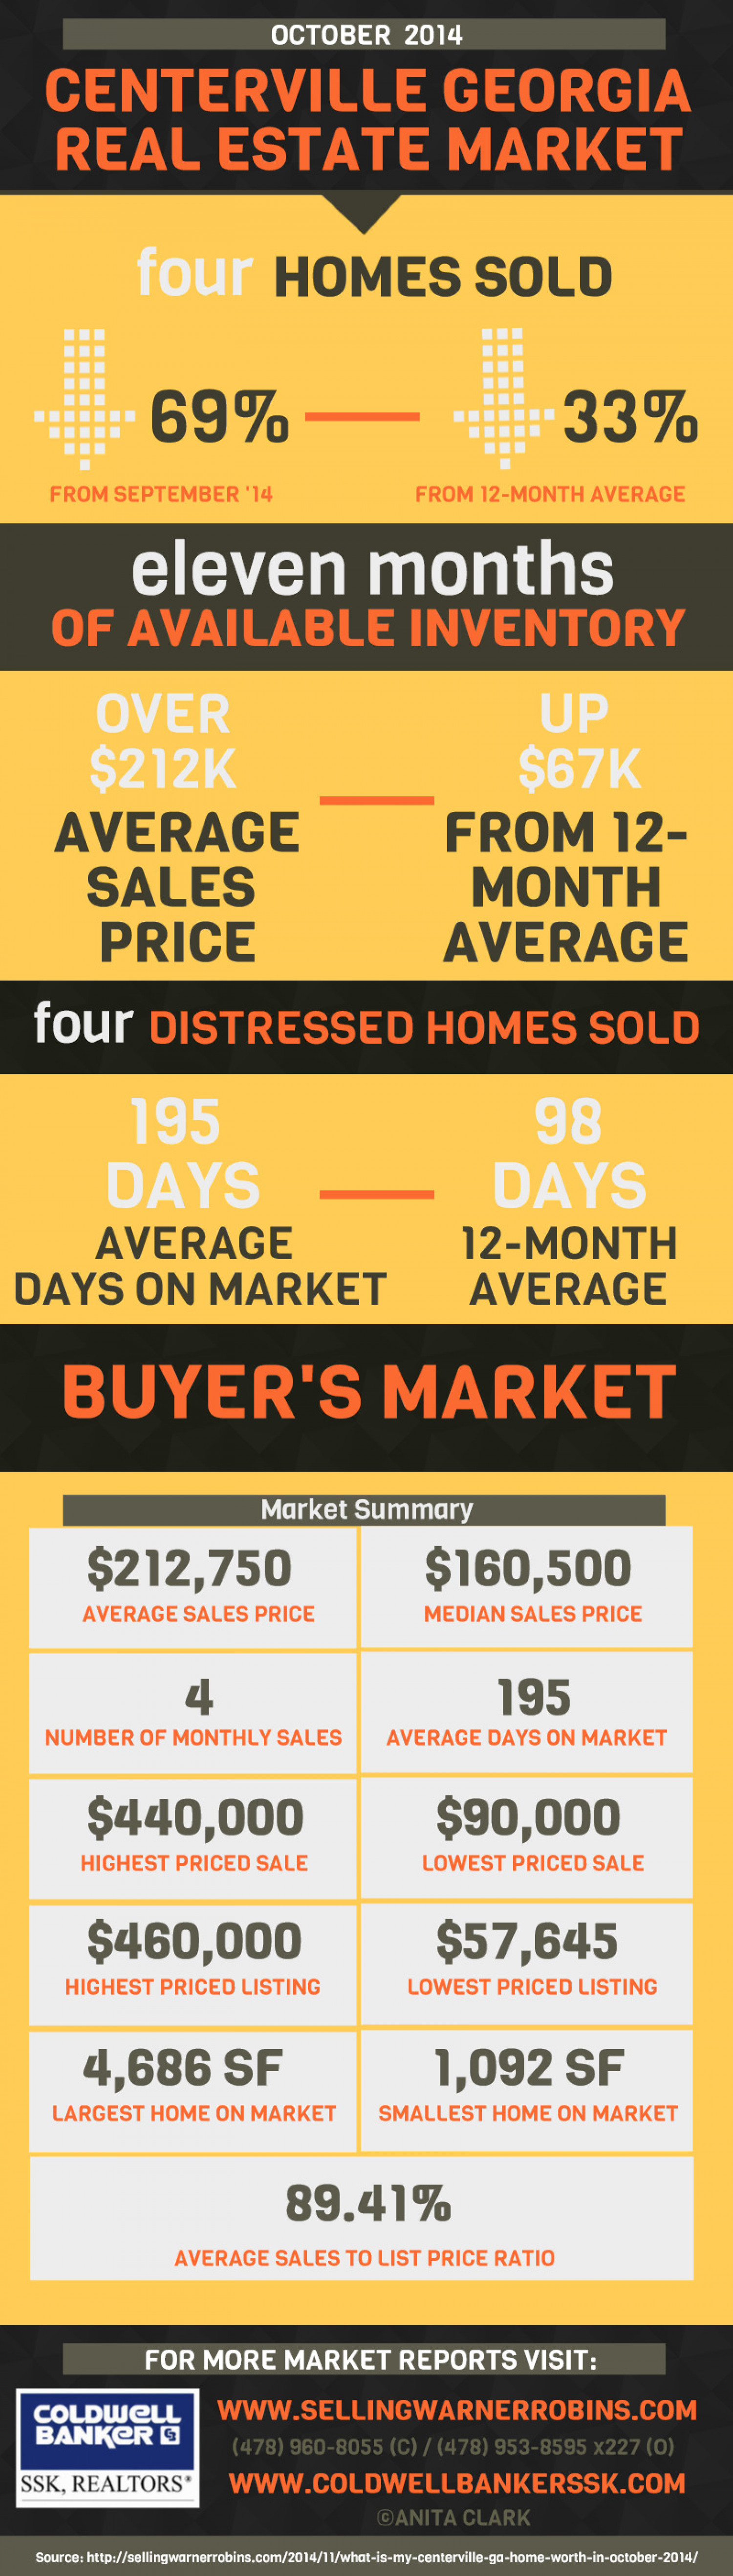 OCTOBER 2014
CENTERVILLE GEORGIA
REAL ESTATE MARKET
four HOMES SOLD
69%
33%
FROM SEPTEMBER '14
FROM 12-MONTH AVERAGE
eleven months
OF AVAILABLE INVENTORY
OVER
$212K
AVERAGE
SALES
PRICE
UP
$67K
FROM 12-
MONTH
AVERAGE
four DISTRESSED HOMES SOLD
195
DAYS
AVERAGE
DAYS ON MARKET
98
DAYS
12-MONTH
AVERAGE
BUYER'S MARKET
Market Summary
$212,750
AVERAGE SALES PRICE
$160,500
MEDIAN SALES PRICE
4
NUMBER OF MONTHLY SALES
195
AVERAGE DAYS ON MARKET
$440,000
HIGHEST PRICED SALE
$90,000
LOWEST PRICED SALE
$460,000
HIGHEST PRICED LISTING
$57,645
LOWEST PRICED LISTING
4,686 SF
LARGEST HOME ON MARKET
1,092 SF
SMALLEST HOME ON MARKET
89.41%
AVERAGE SALES TO LIST PRICE RATIO
FOR MORE MARKET REPORTS VISIT:
COLDWELL
BANKER
SSK, REALTORS®
WWW.SELLINGWARNERROBINS.COM
(478) 960-8055 (C) / (478) 953-8595 x227 (O)
WWW.COLDWELLBANKERSSK.COM
©ANITA CLARK
Source: http://sellingwarnerrobins.com/2014/11/what-is-my-centerville-ga-home-worth-in-october-2014/